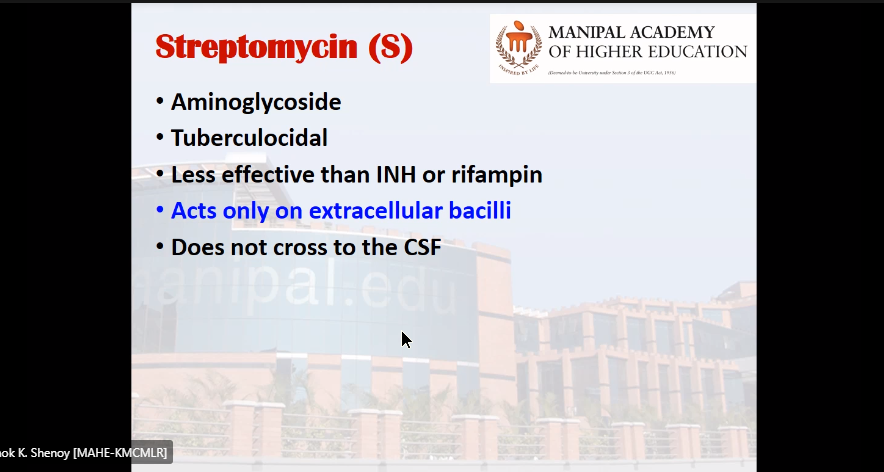 Streptomycin (S)
MANIPAL ACADEMY
OF HIGHER EDUCATION
(Deemed to be University under Section 3 of the UGC Act, 1956)
INSPIRED BY LIFE
• Aminoglycoside
• Tuberculocidal
• Less effective than INH or rifampin
• Acts only on extracellular bacilli
• Does not cross to the CSF
manipal.edu
ok K. Shenoy [MAHE-KMCMLR]